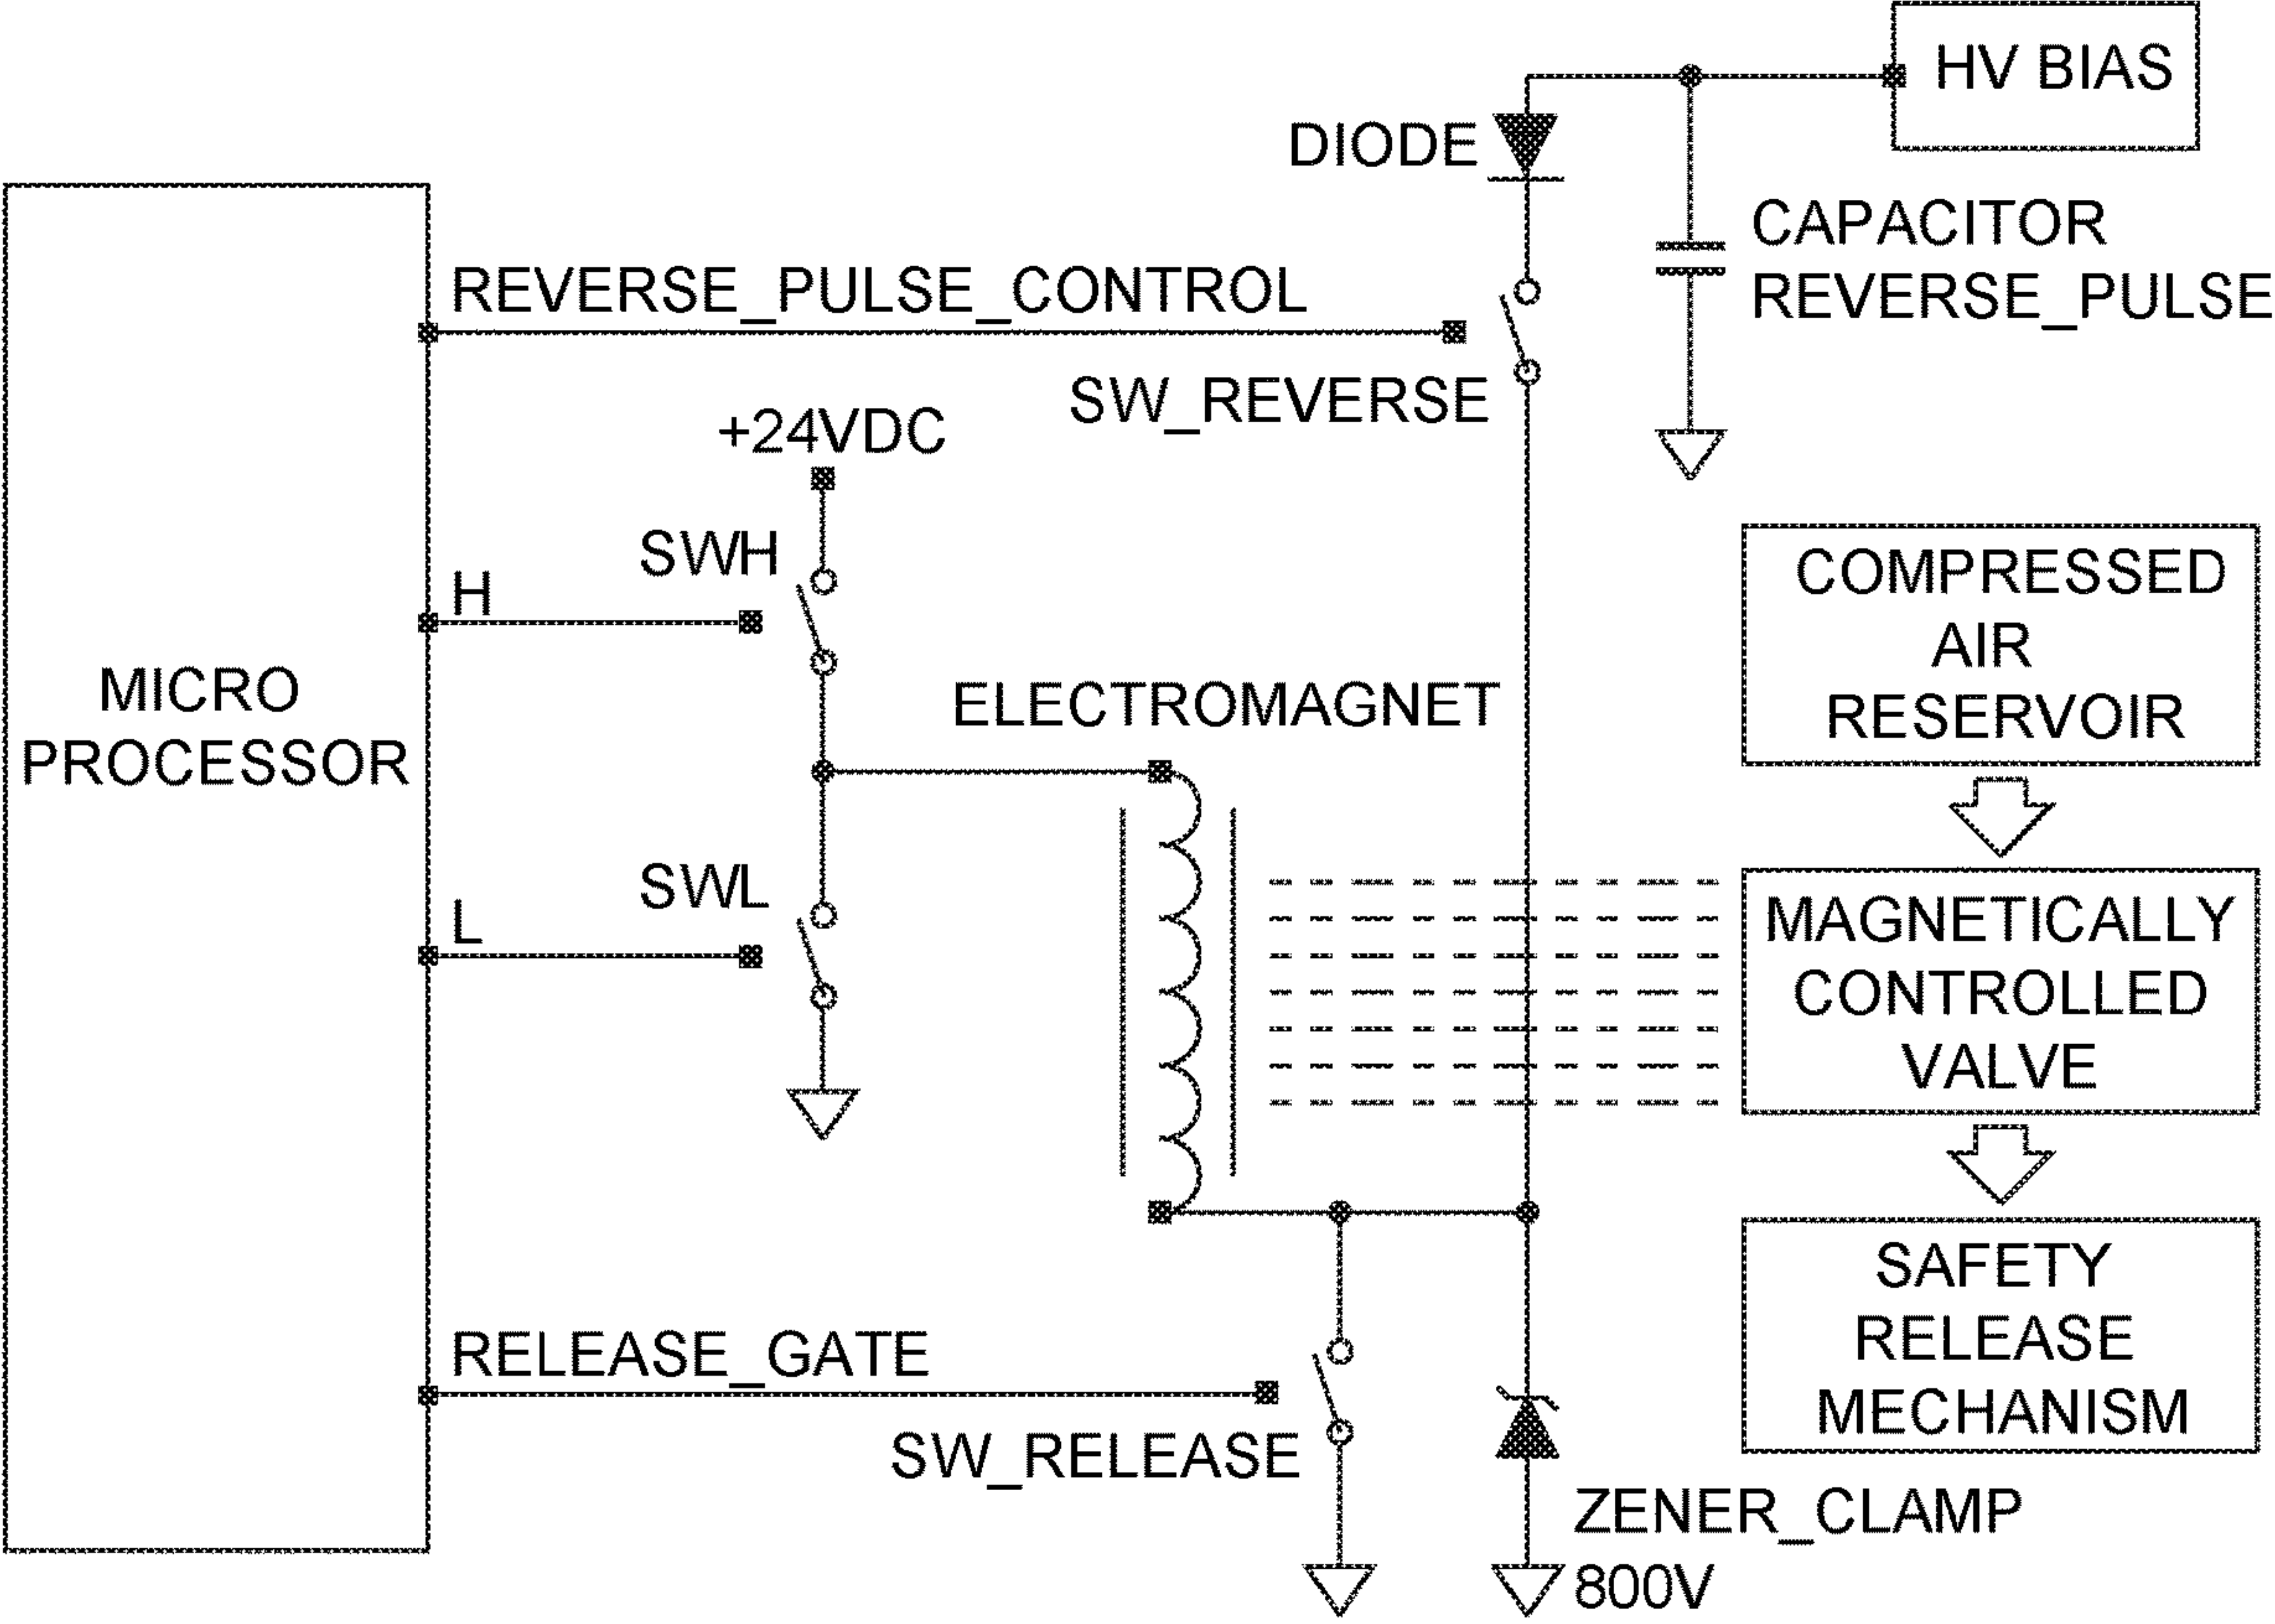 HV BIAS
DIODE
CAPACITOR
REVERSE_PULSE
REVERSE_PULSE_CONTROL
SW_REVERSE
+24VDC
SWH
H
COMPRESSED
AIR
RESERVOIR
MICRO
PROCESSOR
ELECTROMAGNET
SWL
L
MAGNETICALLY
CONTROLLED
VALVE
SAFETY
RELEASE
MECHANISM
RELEASE_GATE
SW_RELEASE
ZENER_CLAMP
800V